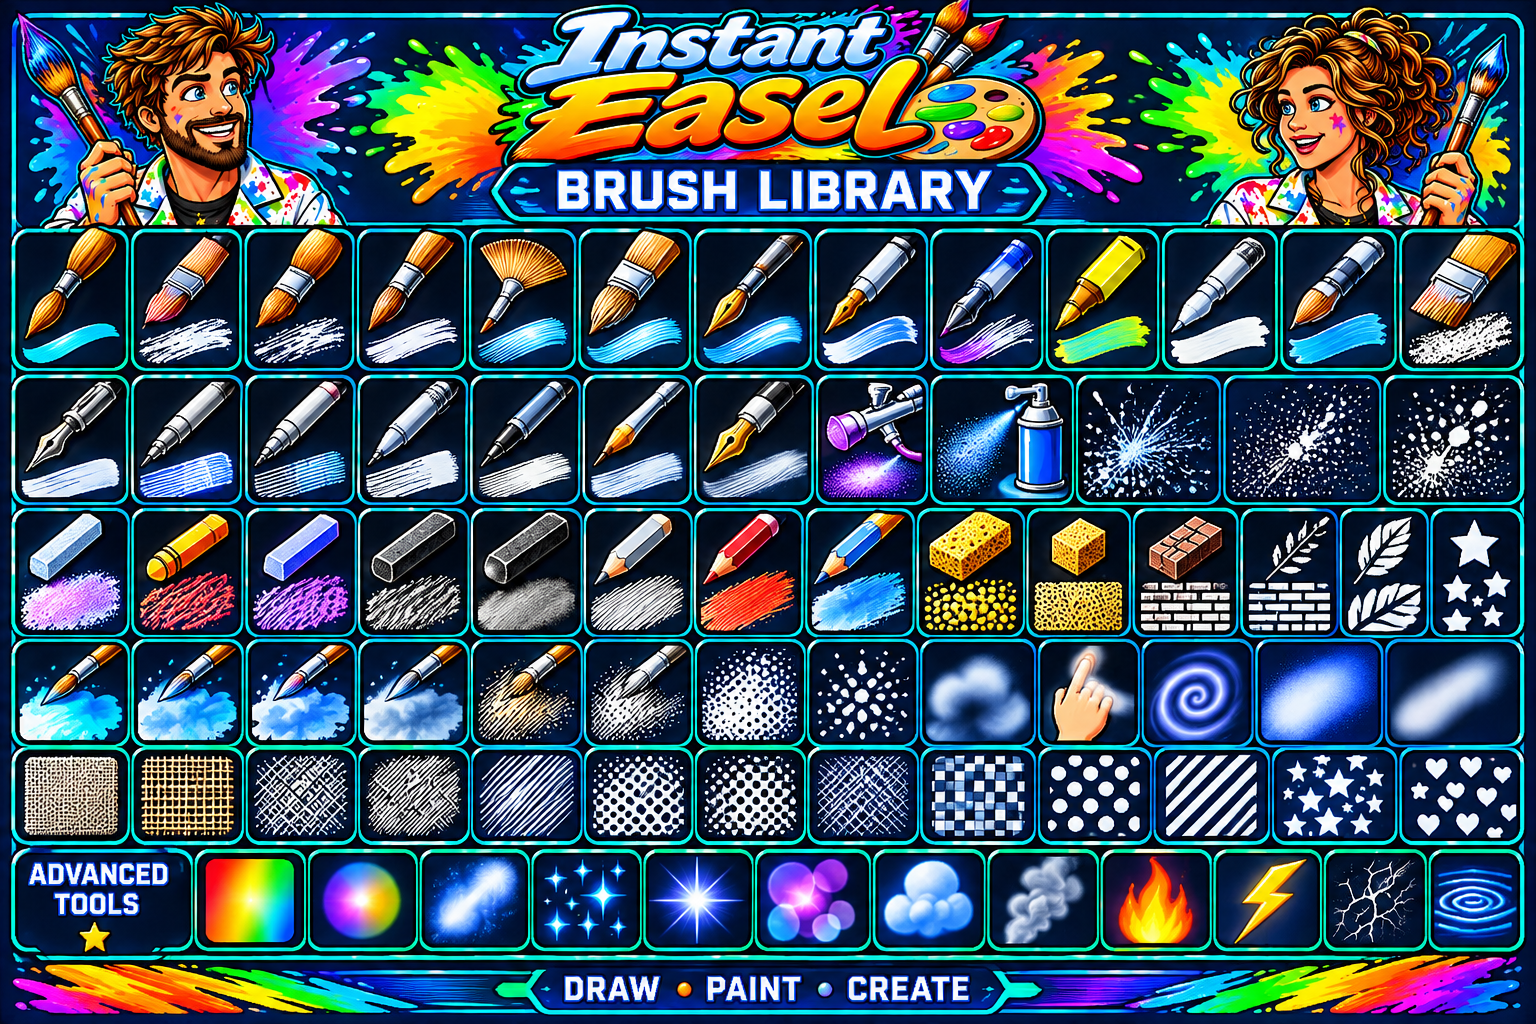 Instant
Easel
BRUSH LIBRARY
ADVANCED
TOOLS
DRAW • PAINT • CREATE